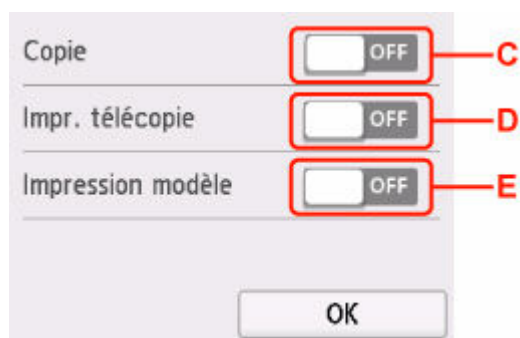 Copie OFF C
Impr. télécopie OFF D
Impression modèle OFF E
OK